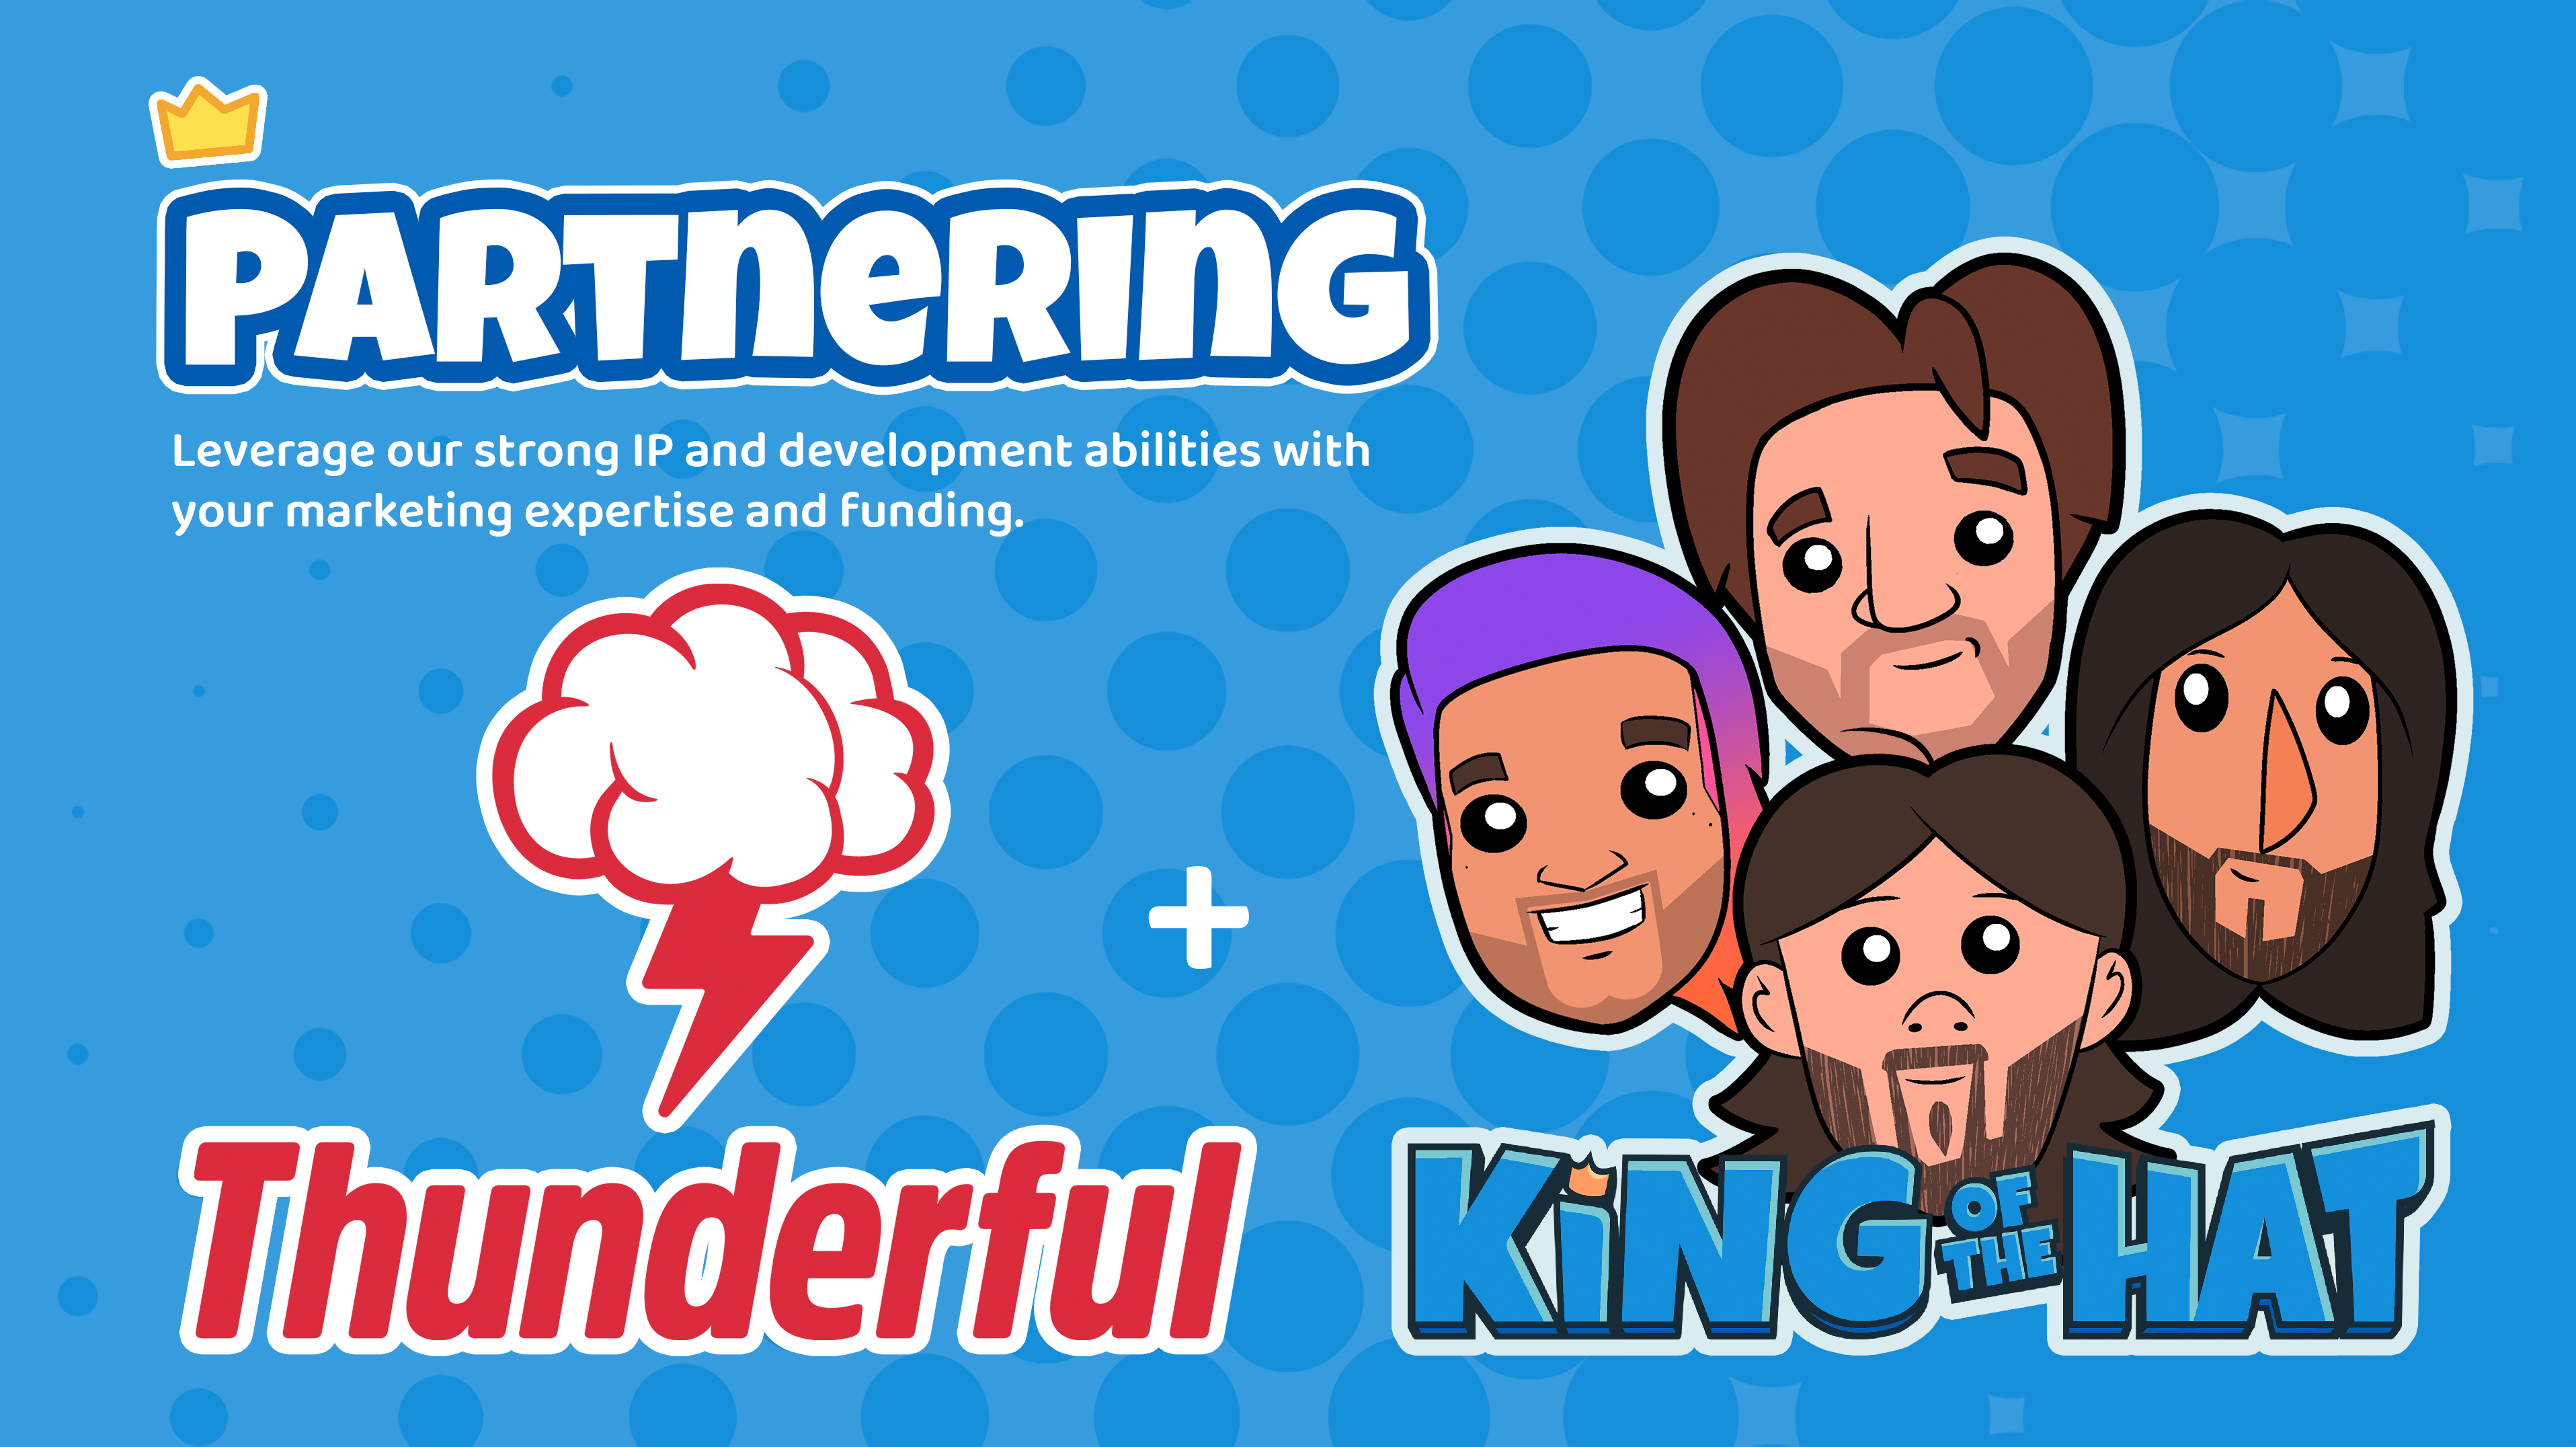 PARTNERING
Leverage our strong IP and development abilities with
your marketing expertise and funding.
+
Thunderful
KING OF THE HAT